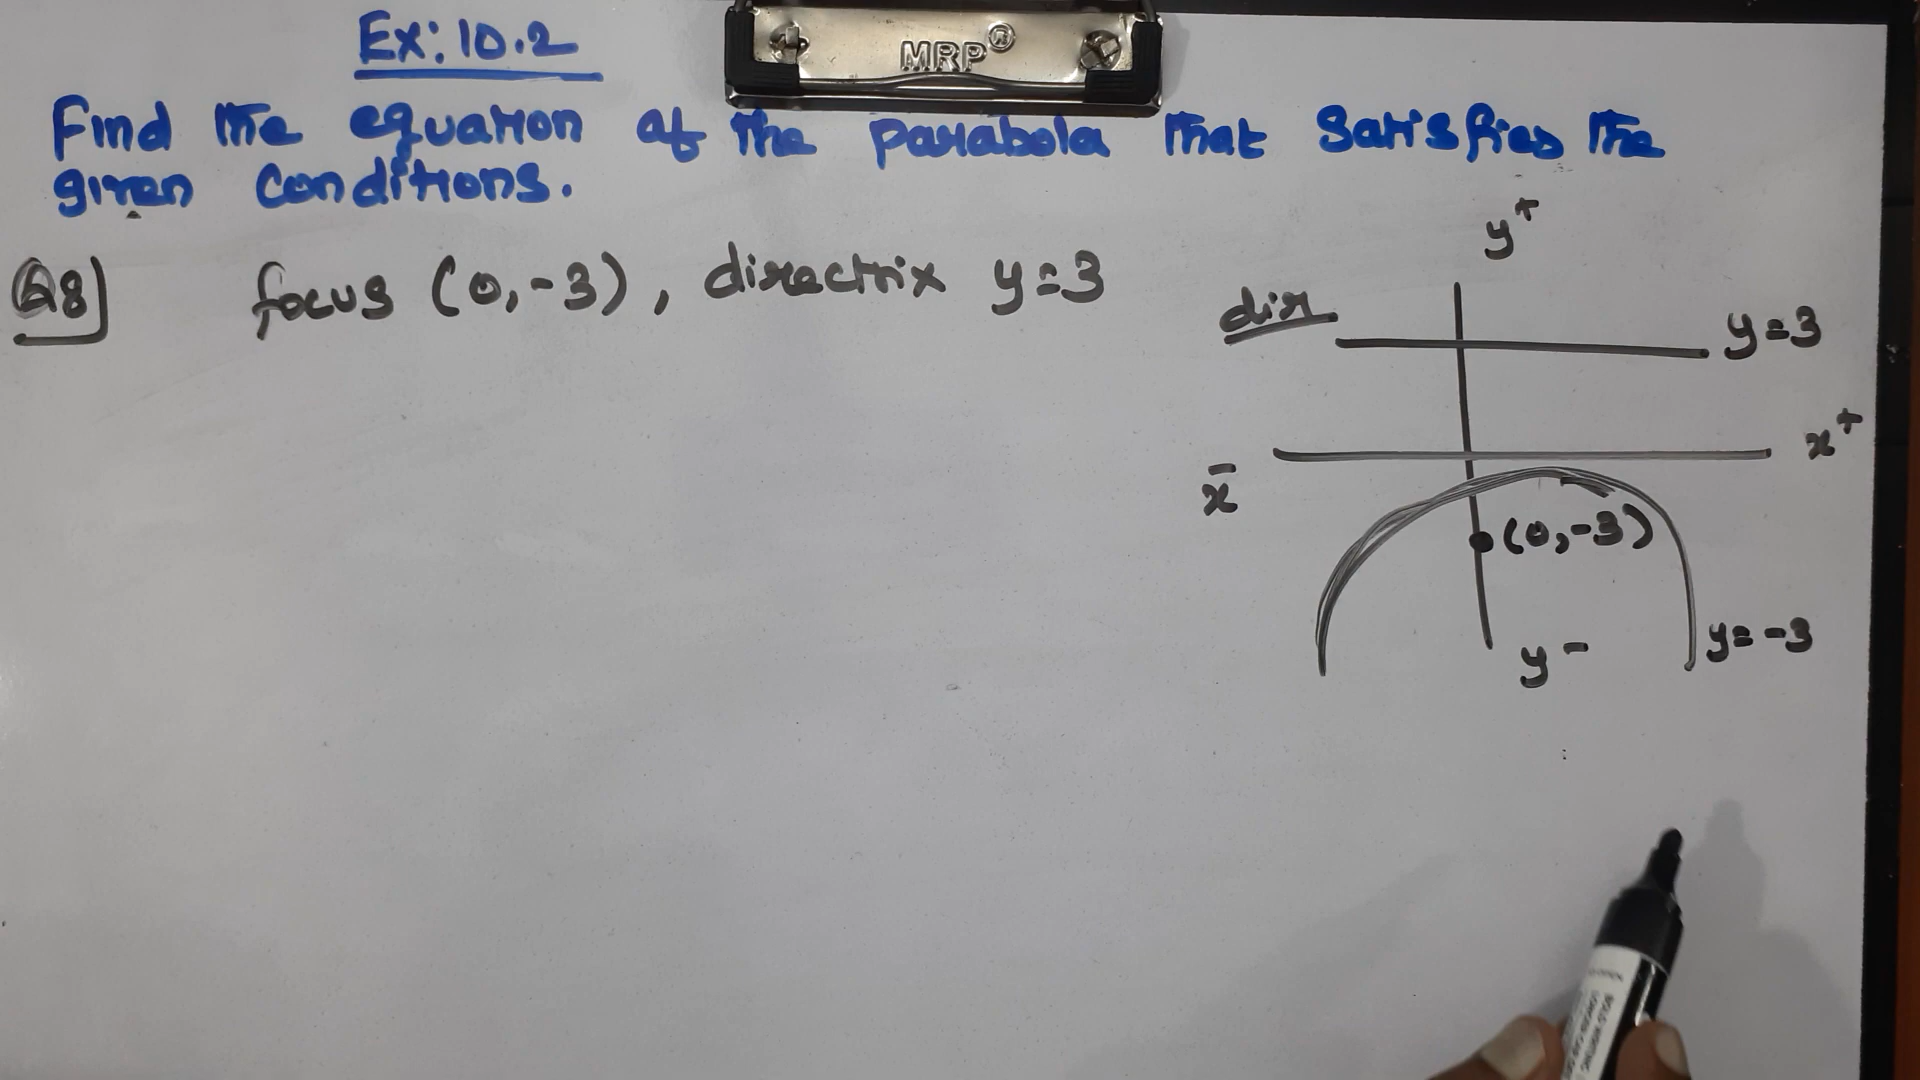 Ex: 10.2
MRP®
Find the equation of the parabola that satisfies the
given conditions.
Q8] focus (0,-3), directrix y=3
y+
dir
y=3
x+
x̄
(0,-3)
y=-3
y-